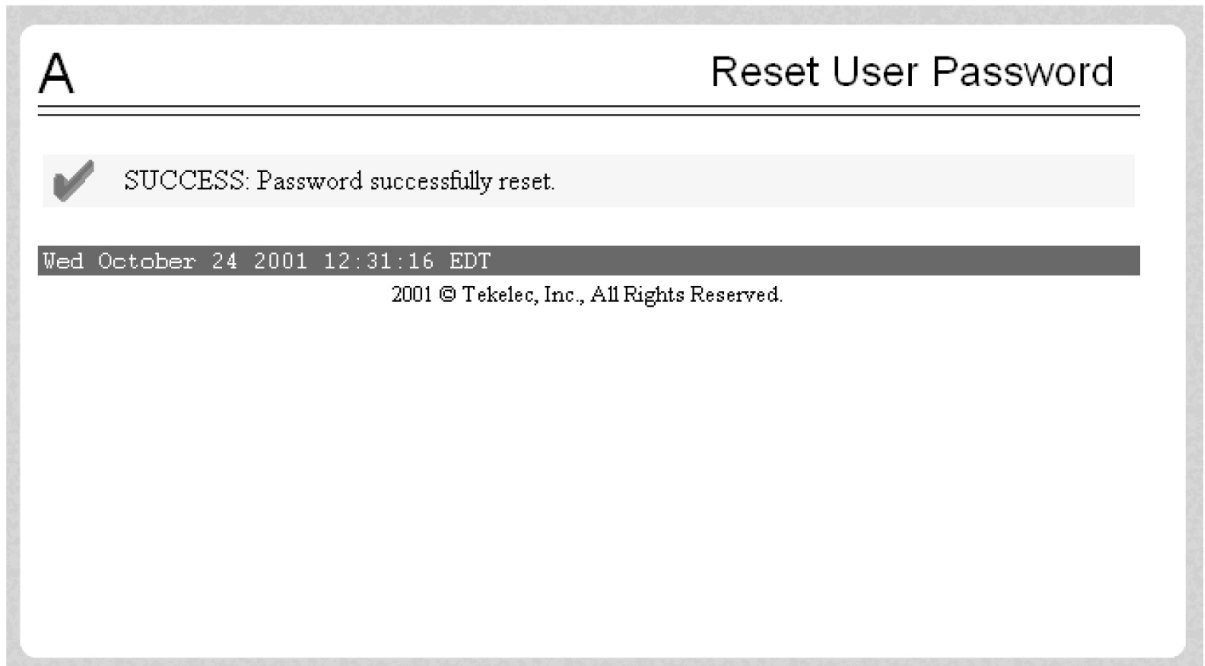 A Reset User Password
SUCCESS: Password successfully reset.
Wed October 24 2001 12:31:16 EDT
2001 © Tekelec, Inc., All Rights Reserved.